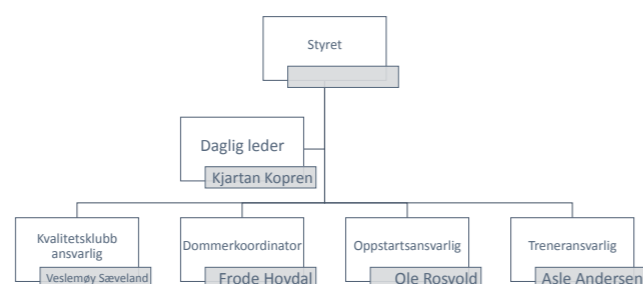 Styret
Daglig leder
Kjartan Kopren
Kvalitetsklubb
ansvarlig
Veslemøy Sæveland
Dommerkoordinator
Frode Hovdal
Oppstartsansvarlig
Ole Rosvold
Treneransvarlig
Asle Andersen